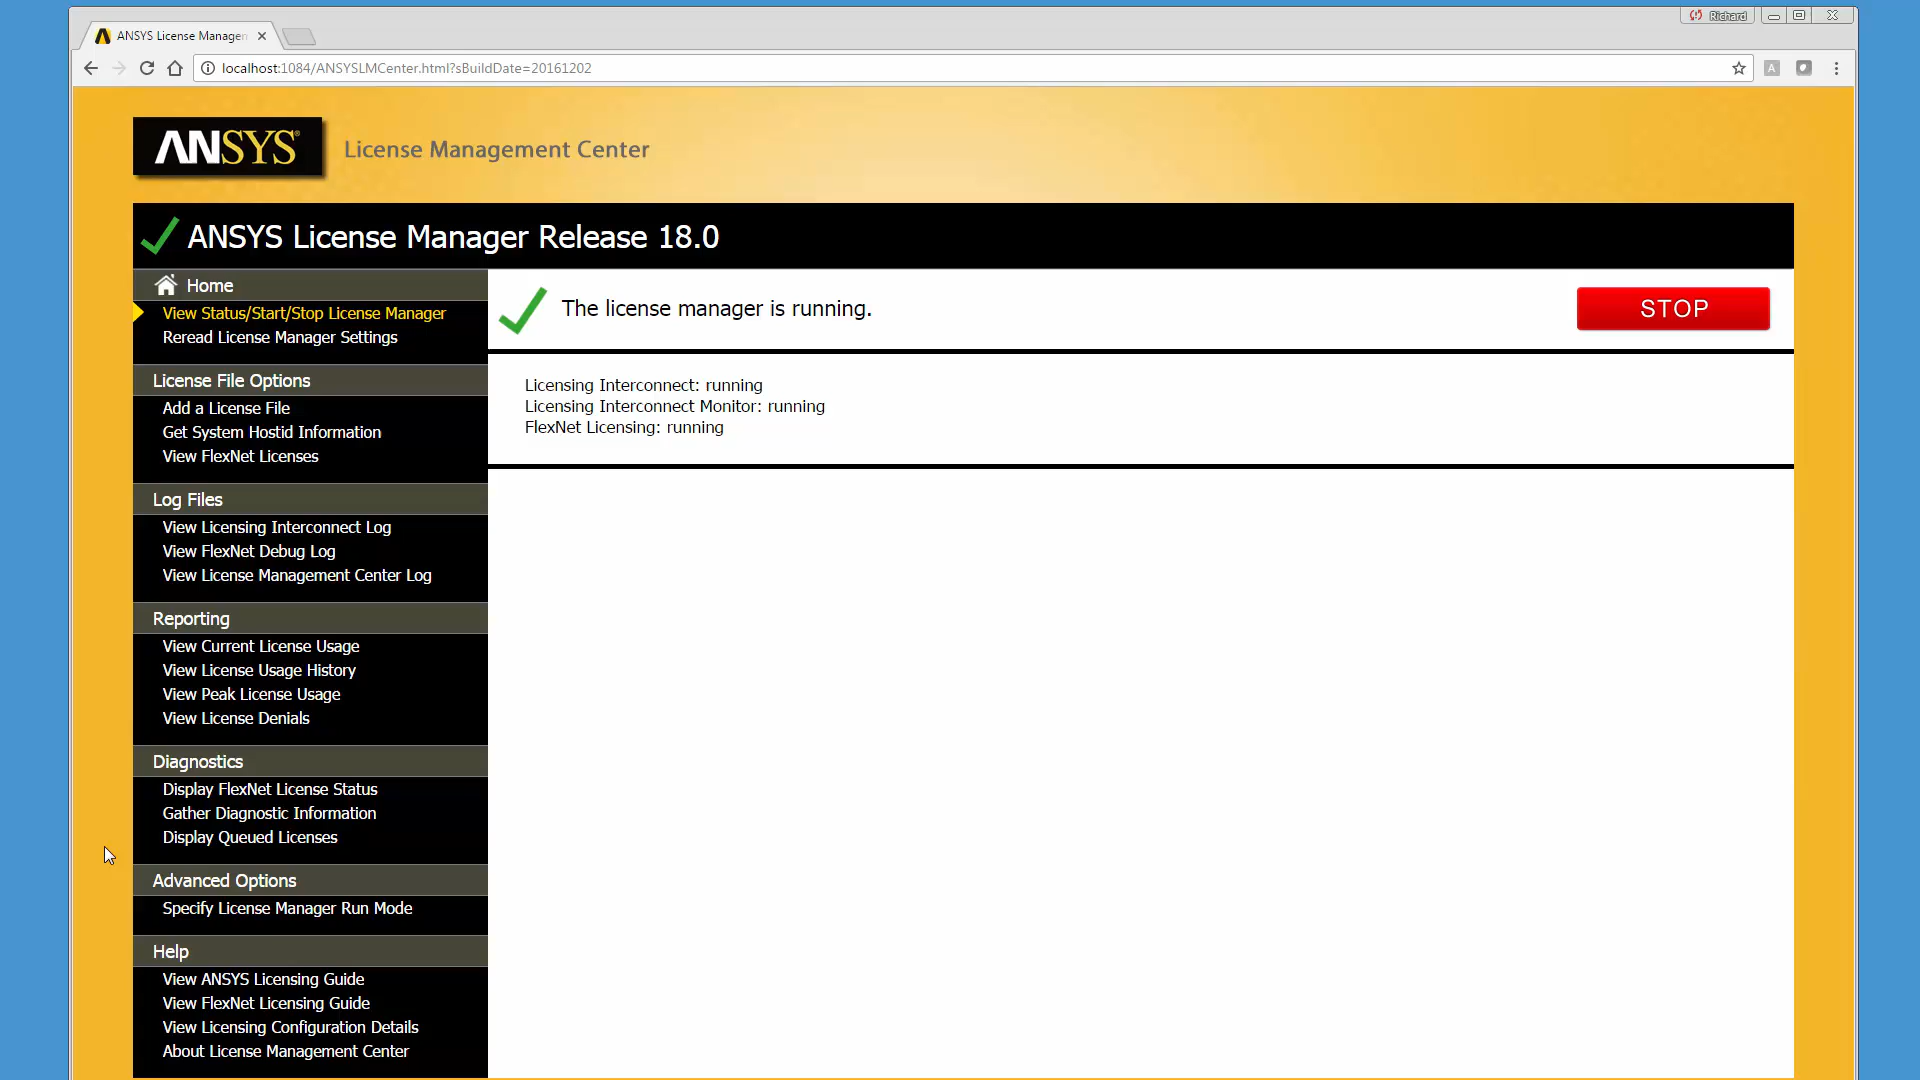 ANSYS License Manager
Richard
localhost:1084/ANSYSLMCenter.html?sBuildDate=20161202
A
ANSYS® License Management Center
ANSYS License Manager Release 18.0
Home
View Status/Start/Stop License Manager
Reread License Manager Settings
License File Options
Add a License File
Get System Hostid Information
View FlexNet Licenses
Log Files
View Licensing Interconnect Log
View FlexNet Debug Log
View License Management Center Log
Reporting
View Current License Usage
View License Usage History
View Peak License Usage
View License Denials
Diagnostics
Display FlexNet License Status
Gather Diagnostic Information
Display Queued Licenses
Advanced Options
Specify License Manager Run Mode
Help
View ANSYS Licensing Guide
View FlexNet Licensing Guide
View Licensing Configuration Details
About License Management Center
The license manager is running.
STOP
Licensing Interconnect: running
Licensing Interconnect Monitor: running
FlexNet Licensing: running